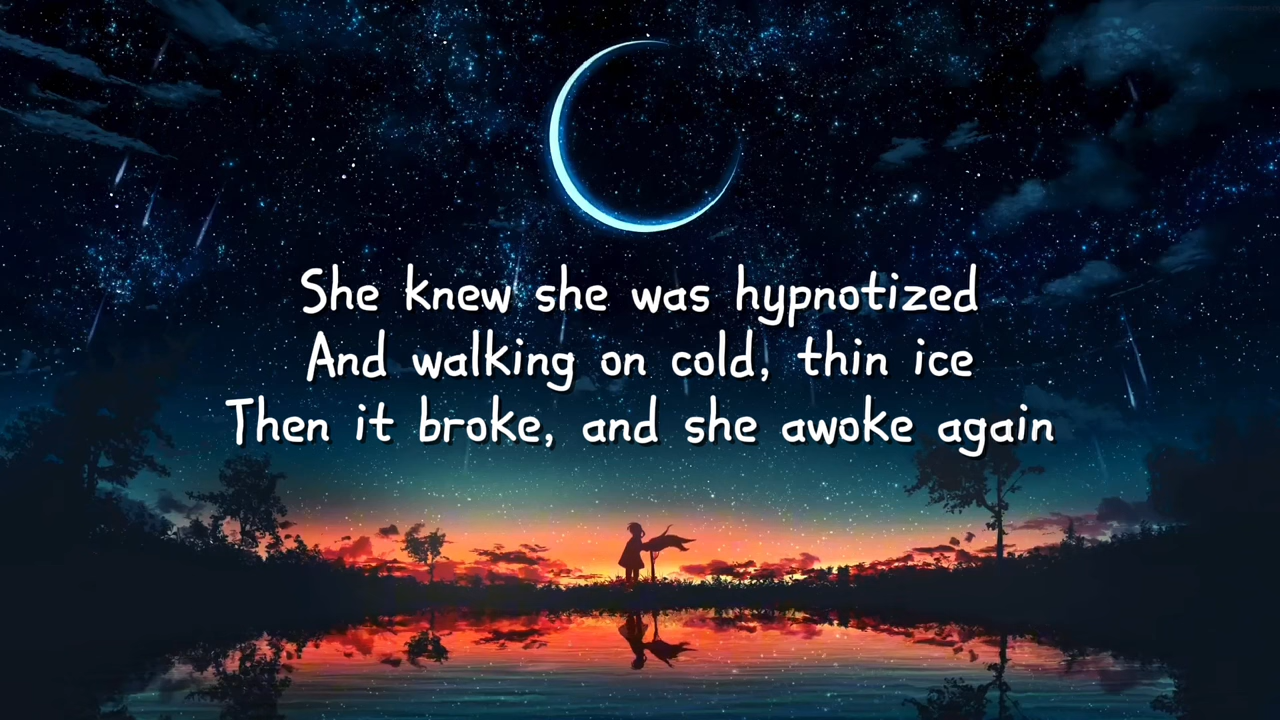 She knew she was hypnotized
And walking on cold, thin ice
Then it broke, and she awoke again